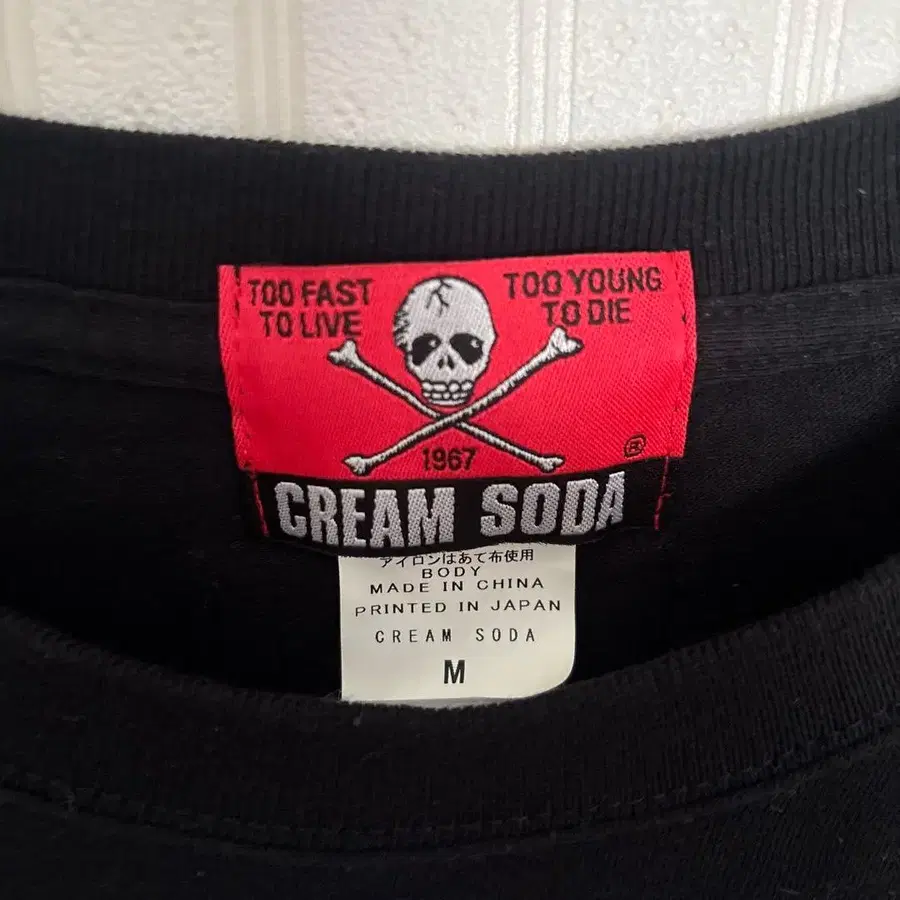 TOO FAST
TO LIVE
TOO YOUNG
TO DIE
1967
®
CREAM SODA
アイロンはあて布使用
BODY
MADE IN CHINA
PRINTED IN JAPAN
CREAM SODA
M